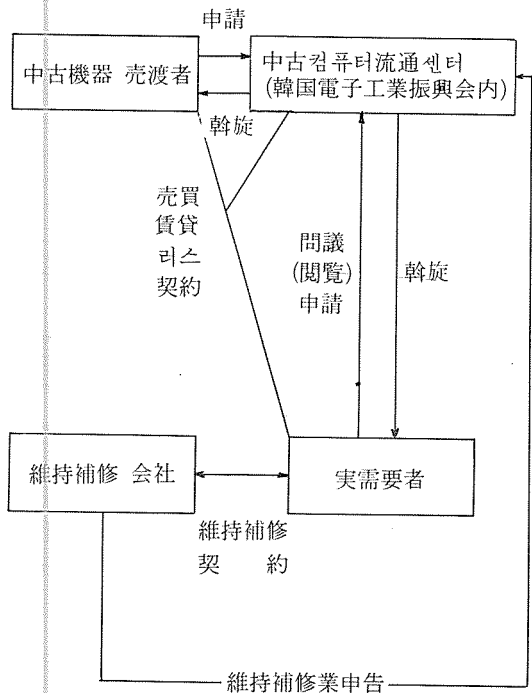 申請
中古機器 売渡者
中古컴퓨터流通센터
(韓国電子工業振興会内)
斡旋
売買
賃貸
리스
契約
問議
(閲覧)
申請
斡旋
維持補修 会社
実需要者
維持補修
契 約
維持補修業申告